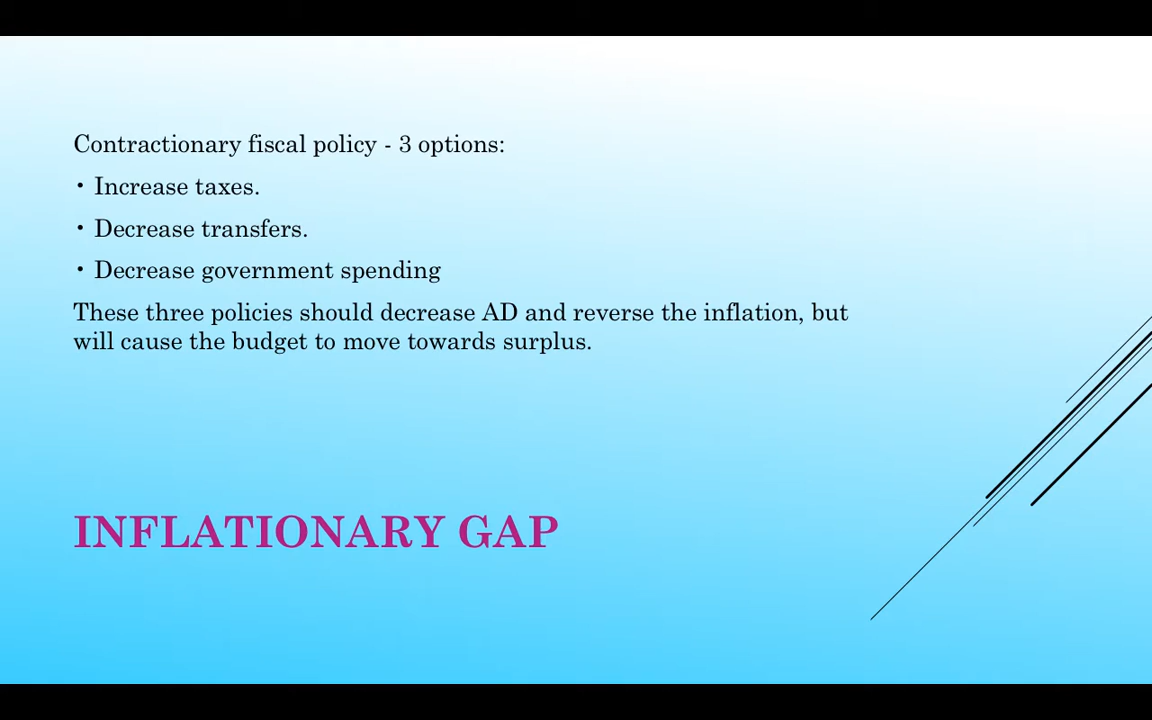 Contractionary fiscal policy - 3 options:
• Increase taxes.
• Decrease transfers.
• Decrease government spending
These three policies should decrease AD and reverse the inflation, but
will cause the budget to move towards surplus.
INFLATIONARY GAP